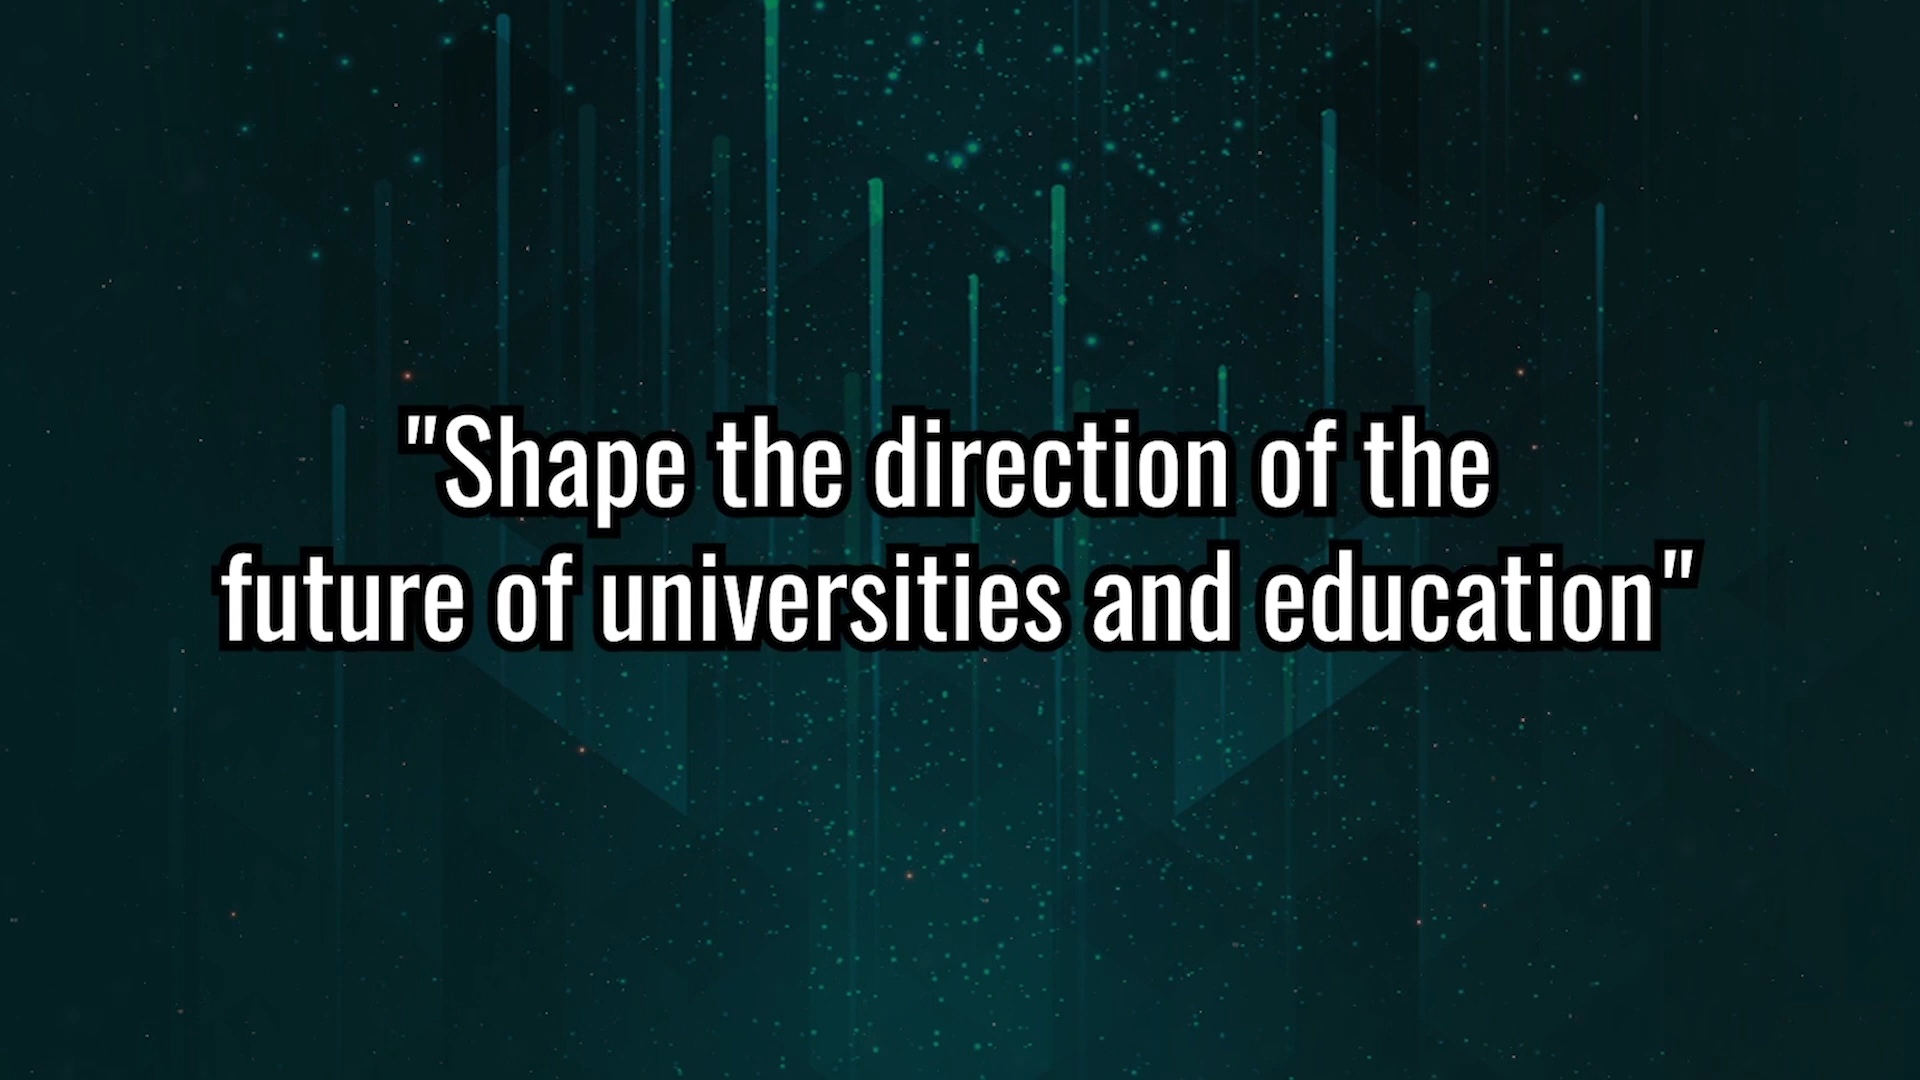 "Shape the direction of the
future of universities and education"